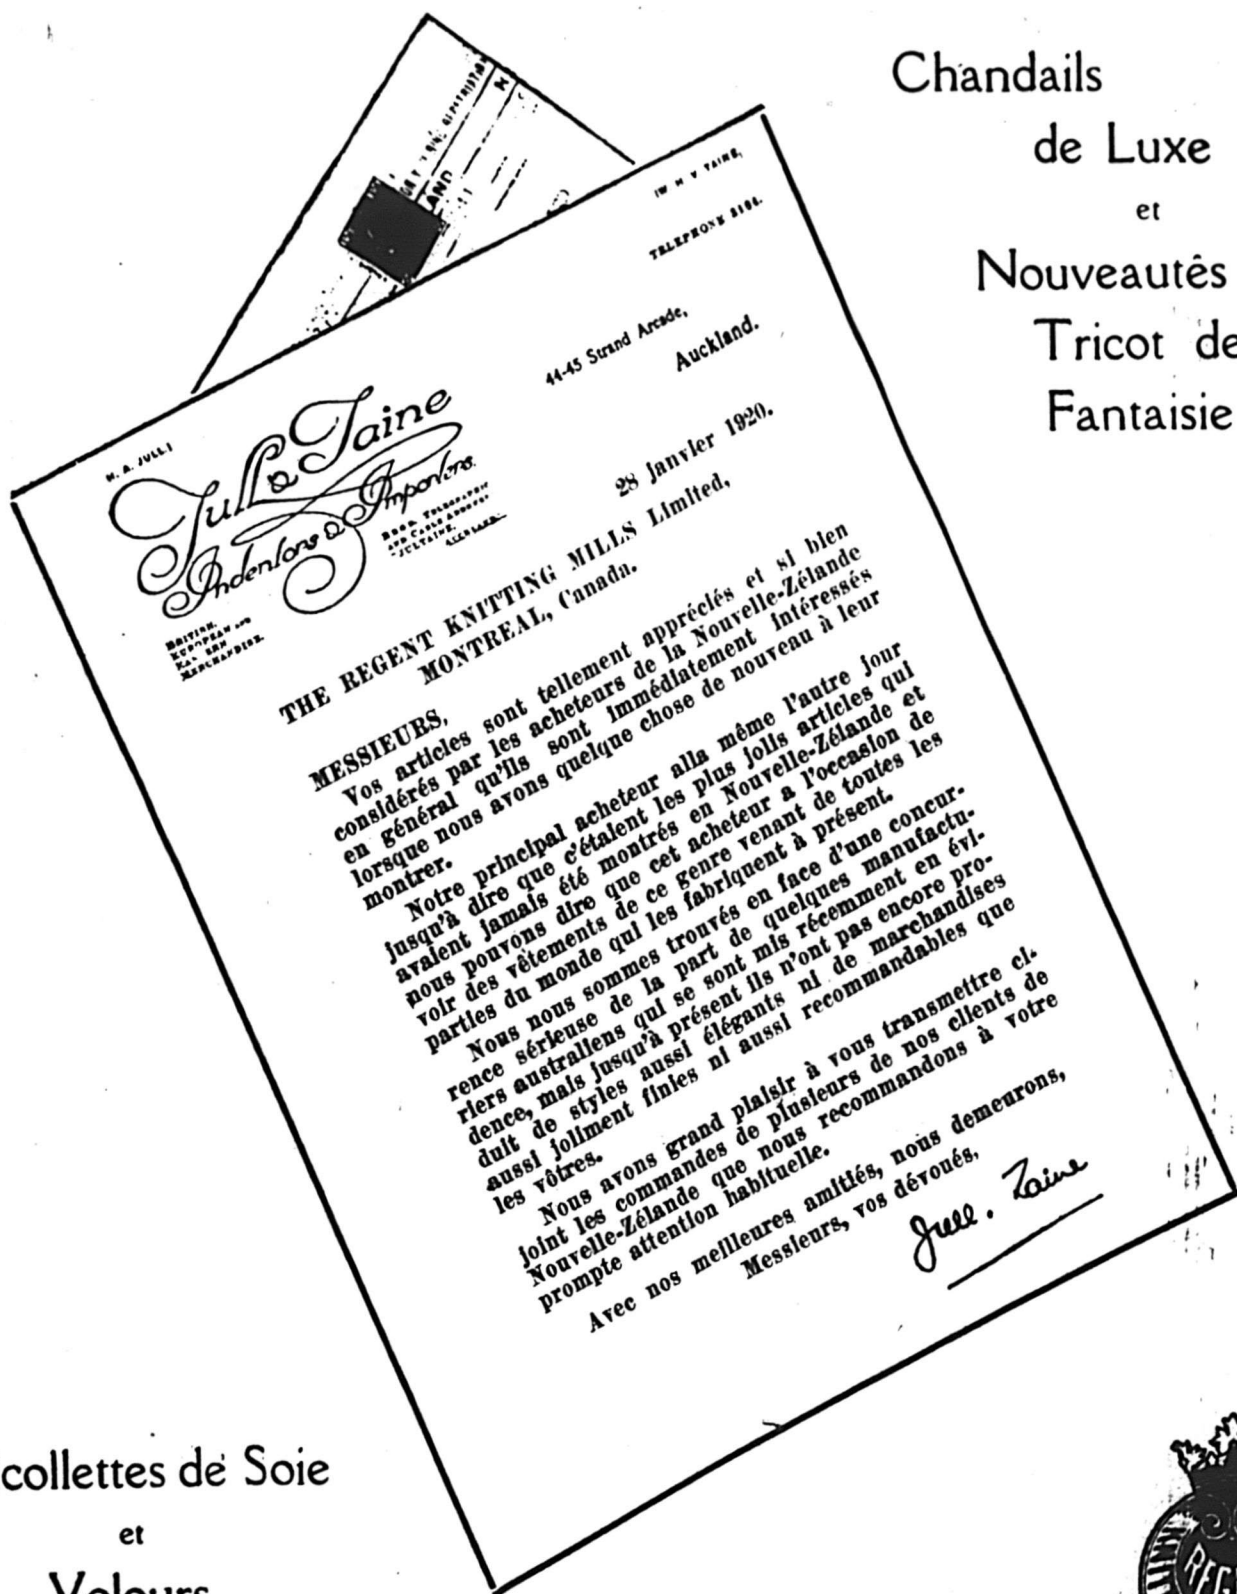 Chandails
de Luxe
et
Nouveautés
Tricot de
Fantaisie
LAND
(W H V TAINE,
TELEPHONE
44-45 Strand Arcade,
Auckland.
H. A. JULL.)
Jull & Taine
Indentors & Importers.
AND CABLE ADDRESS
"JULTAINE,
AUCKLAND
BRITISH,
EUROPEAN AND
MERCHANDISE.
28 janvier 1920.
THE REGENT KNITTING MILLS Limited,
MONTREAL, Canada.
MESSIEURS,
Vos articles sont tellement appréciés et si bien
considérés par les acheteurs de la Nouvelle-Zélande
en général qu'ils sont immédiatement intéressés
lorsque nous avons quelque chose de nouveau à leur
montrer.
Notre principal acheteur alla même l'autre jour
jusqu'à dire que c'étaient les plus jolis articles qui
avaient jamais été montrés en Nouvelle-Zélande et
nous pouvons dire que cet acheteur a l'occasion de
voir des vêtements de ce genre venant de toutes les
parties du monde qui les fabriquent à présent.
Nous nous sommes trouvés en face d'une concur-
rence sérieuse de la part de quelques manufactu-
riers australiens qui se sont mis récemment en évi-
dence, mais jusqu'à présent ils n'ont pas encore pro-
duit de styles aussi élégants ni de marchandises
aussi joliment finies ni aussi recommandables que
les vôtres.
Nous avons grand plaisir à vous transmettre ci-
joint les commandes de plusieurs de nos clients de
Nouvelle-Zélande que nous recommandons à votre
prompte attention habituelle.
Avec nos meilleures amitiés, nous demeurons,
Messieurs, vos dévoués,
Jull. Taine
collettes de Soie
et
Velours
REG